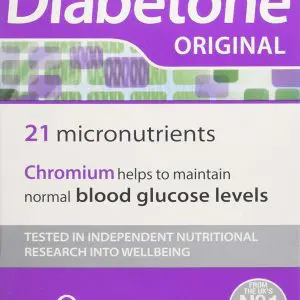 Diabetone
ORIGINAL
21 micronutrients
Chromium helps to maintain
normal blood glucose levels
TESTED IN INDEPENDENT NUTRITIONAL
RESEARCH INTO WELLBEING
FROM
THE UK'S
Nº1